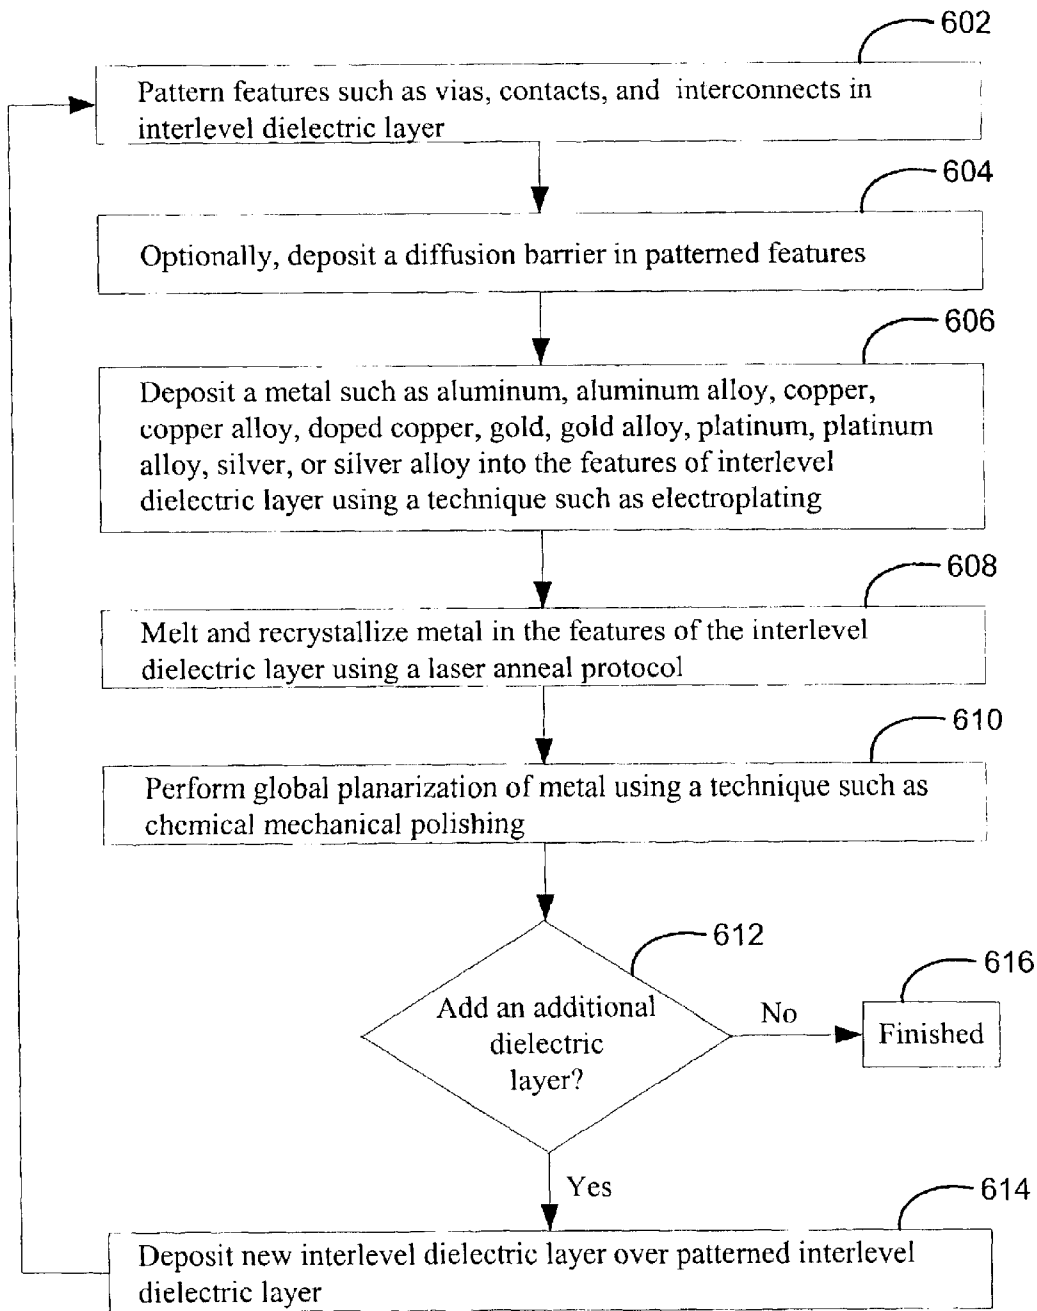 602
Pattern features such as vias, contacts, and interconnects in
interlevel dielectric layer
604
Optionally, deposit a diffusion barrier in patterned features
606
Deposit a metal such as aluminum, aluminum alloy, copper,
copper alloy, doped copper, gold, gold alloy, platinum, platinum
alloy, silver, or silver alloy into the features of interlevel
dielectric layer using a technique such as electroplating
608
Melt and recrystallize metal in the features of the interlevel
dielectric layer using a laser anneal protocol
610
Perform global planarization of metal using a technique such as
chemical mechanical polishing
612
Add an additional
dielectric
layer?
No
616
Finished
Yes
614
Deposit new interlevel dielectric layer over patterned interlevel
dielectric layer